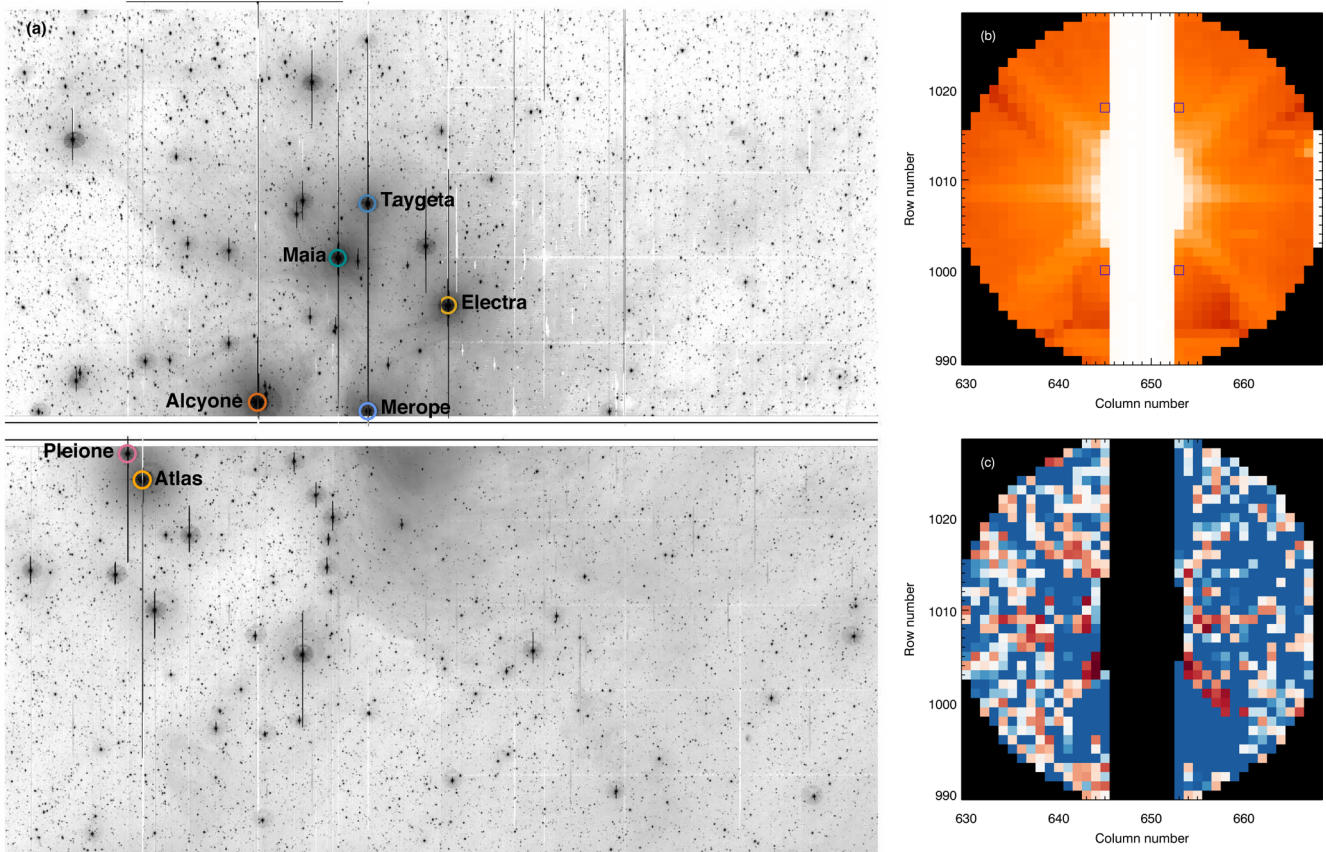 (a)
Taygeta
Maia
Electra
Alcyone
Merope
Pleione
Atlas
(b)
Row number
1020
1010
1000
990
630
640
650
660
Column number
(c)
Row number
1020
1010
1000
990
630
640
650
660
Column number